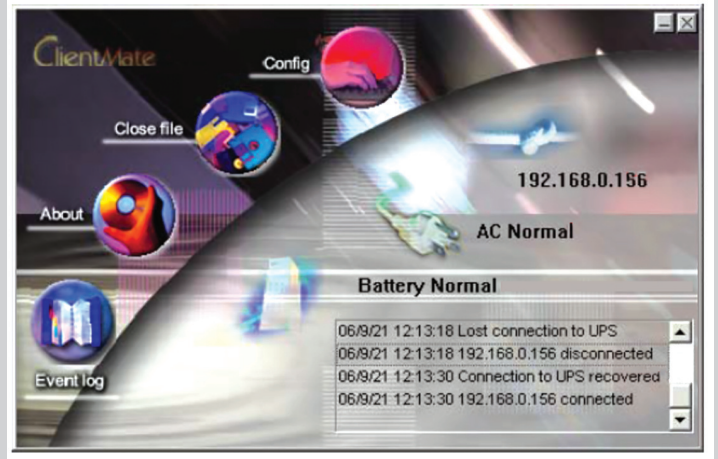 ClientMate
Config
Close file
About
Event log
192.168.0.156
AC Normal
Battery Normal
06/9/21 12:13:18 Lost connection to UPS
06/9/21 12:13:18 192.168.0.156 disconnected
06/9/21 12:13:30 Connection to UPS recovered
06/9/21 12:13:30 192.168.0.156 connected